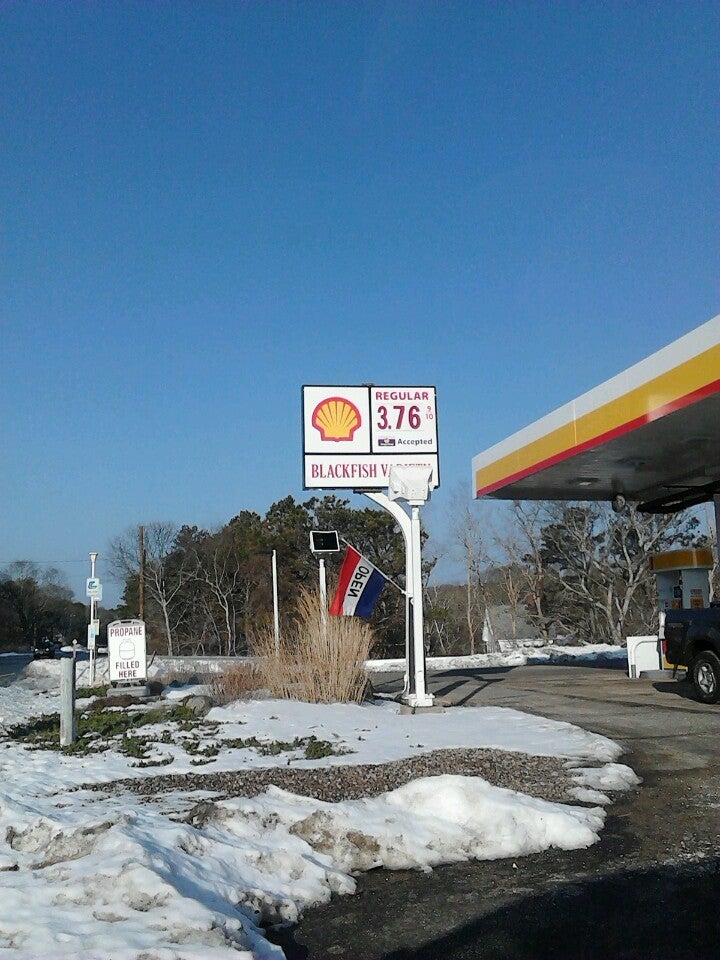 REGULAR
3.76 9
10
Accepted
BLACKFISH
OPEN
PROPANE
FILLED
HERE